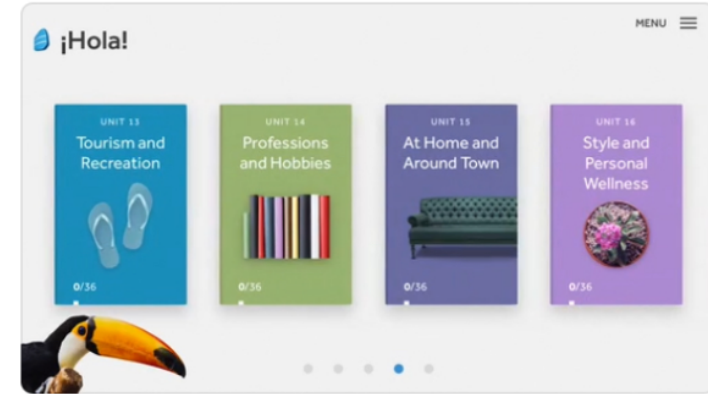 ¡Hola!
MENU
UNIT 13
Tourism and
Recreation
0/36
UNIT 14
Professions
and Hobbies
0/36
UNIT 15
At Home and
Around Town
0/36
UNIT 16
Style and
Personal
Wellness
0/36